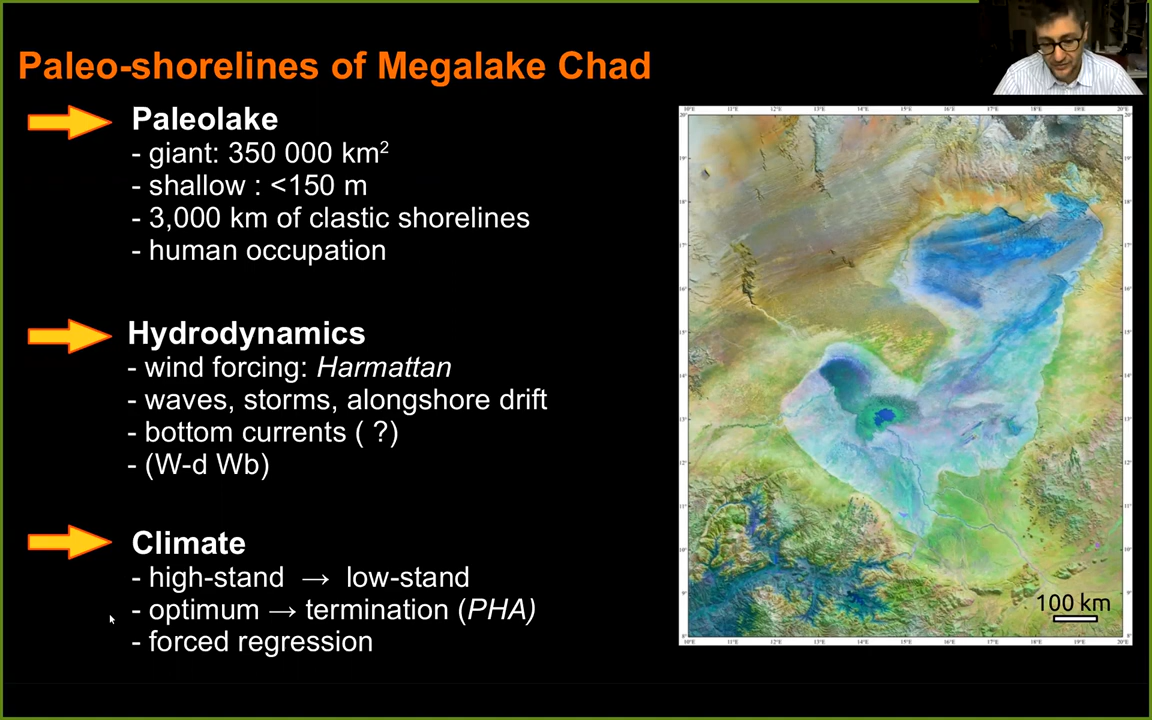 Paleo-shorelines of Megalake Chad
Paleolake
- giant: 350 000 km²
- shallow : <150 m
- 3,000 km of clastic shorelines
- human occupation
Hydrodynamics
- wind forcing: Harmattan
- waves, storms, alongshore drift
- bottom currents ( ?)
- (W-d Wb)
Climate
- high-stand → low-stand
- optimum → termination (PHA)
- forced regression
100 km